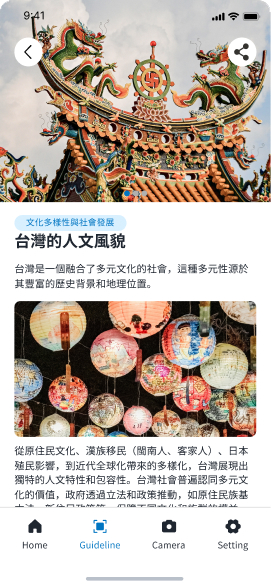 9:41
文化多樣性與社會發展
台灣的人文風貌
台灣是一個融合了多元文化的社會，這種多元性源於
其豐富的歷史背景和地理位置。
從原住民文化、漢族移民（閩南人、客家人）、日本
殖民影響，到近代全球化帶來的多樣化，台灣展現出
獨特的人文特性和包容性。台灣社會普遍認同多元文
化的價值，政府透過立法和政策推動，如原住民族基
Home
Guideline
Camera
Setting